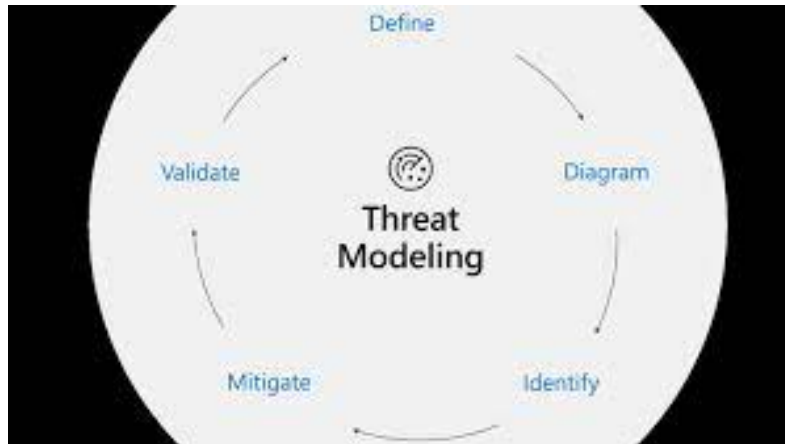 Define
Validate
Diagram
Threat
Modeling
Mitigate
Identify